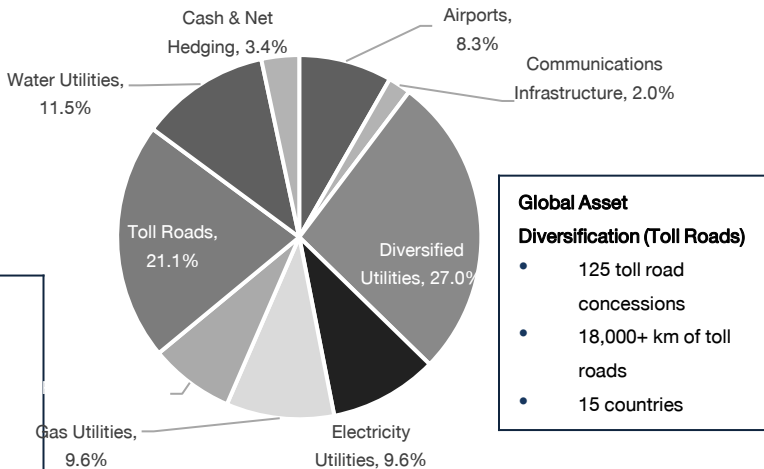 Cash & Net
Hedging, 3.4%
Airports,
8.3%
Communications
Infrastructure, 2.0%
Water Utilities,
11.5%
Toll Roads,
21.1%
Diversified
Utilities, 27.0%
Gas Utilities,
9.6%
Electricity
Utilities, 9.6%
Global Asset
Diversification (Toll Roads)
• 125 toll road
concessions
• 18,000+ km of toll
roads
• 15 countries